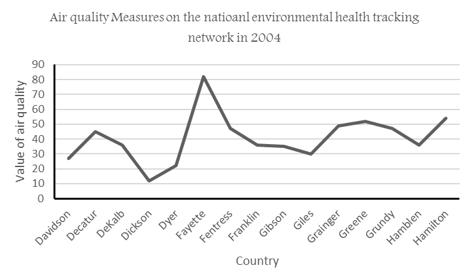 Air quality Measures on the natioanl environmental health tracking
network in 2004
90
80
70
60
50
40
30
20
10
0
Value of air quality
Davidson
Decatur
DeKalb
Dickson
Dyer
Fayette
Fentress
Franklin
Gibson
Giles
Grainger
Greene
Grundy
Hamblen
Hamilton
Country